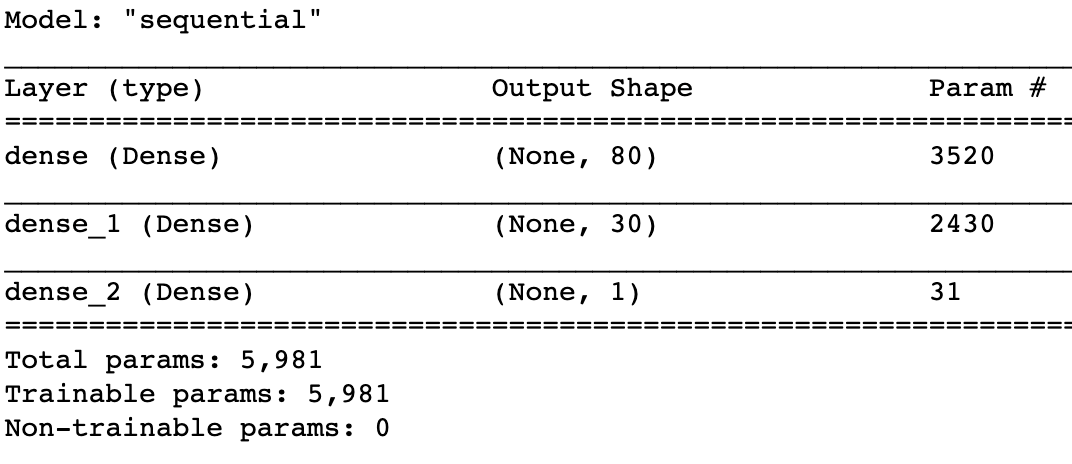 Model: "sequential"
Layer (type) Output Shape Param #
dense (Dense) (None, 80) 3520
dense_1 (Dense) (None, 30) 2430
dense_2 (Dense) (None, 1) 31
Total params: 5,981
Trainable params: 5,981
Non-trainable params: 0